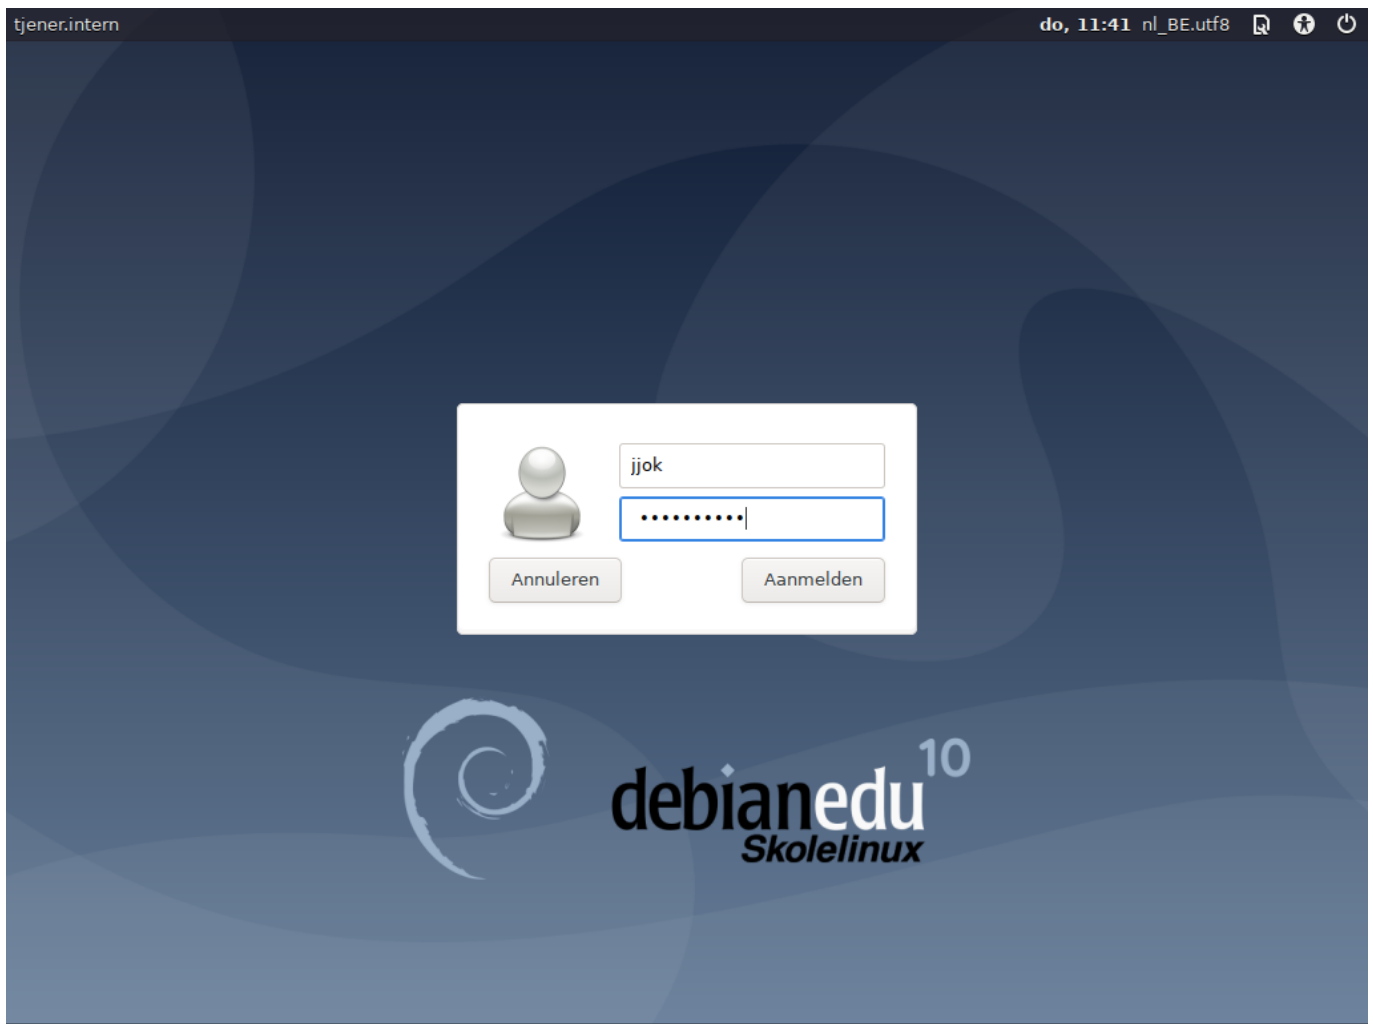 tjener.intern
do, 11:41 nl_BE.utf8
jjok
••••••••••
Annuleren Aanmelden
debianedu 10
Skolelinux